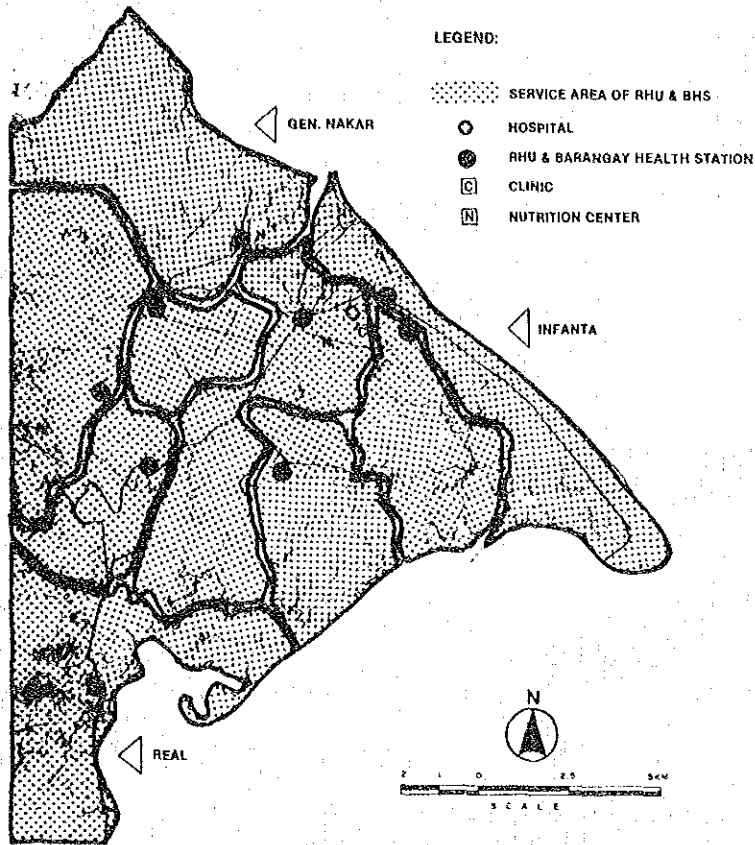 LEGEND:
SERVICE AREA OF RHU & BHS
HOSPITAL
RHU & BARANGAY HEALTH STATION
C CLINIC
N NUTRITION CENTER
GEN. NAKAR
INFANTA
REAL
N
2 1 0 2.5 5KM
SCALE